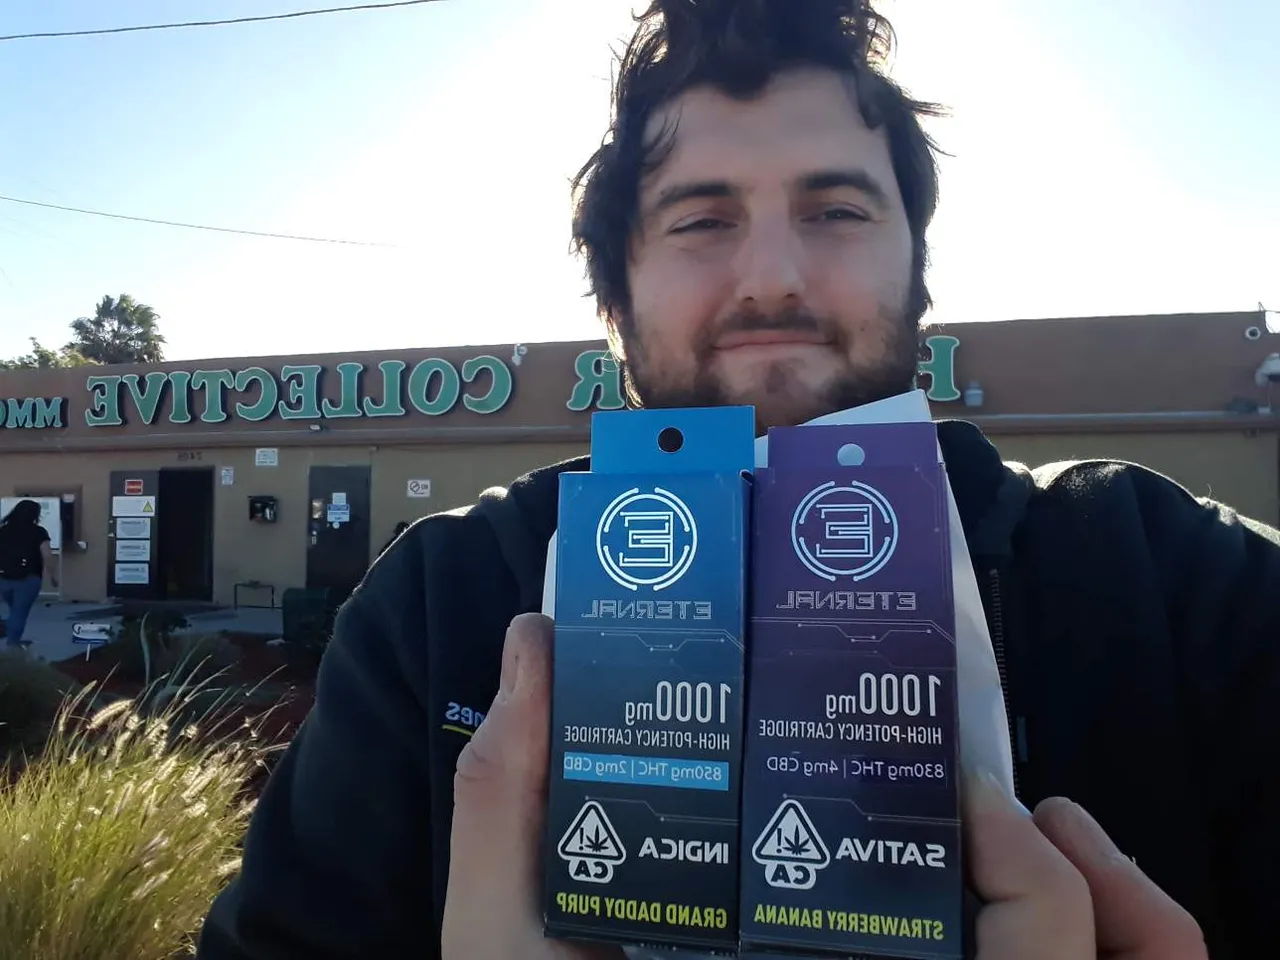 H R COLLECTIVE MMC
ETERNAL
1000mg
HIGH-POTENCY CARTRIDGE
850mg THC | 2mg CBD
INDICA
CA
GRAND DADDY PURP
ETERNAL
1000mg
HIGH-POTENCY CARTRIDGE
830mg THC | 4mg CBD
SATIVA
CA
STRAWBERRY BANANA